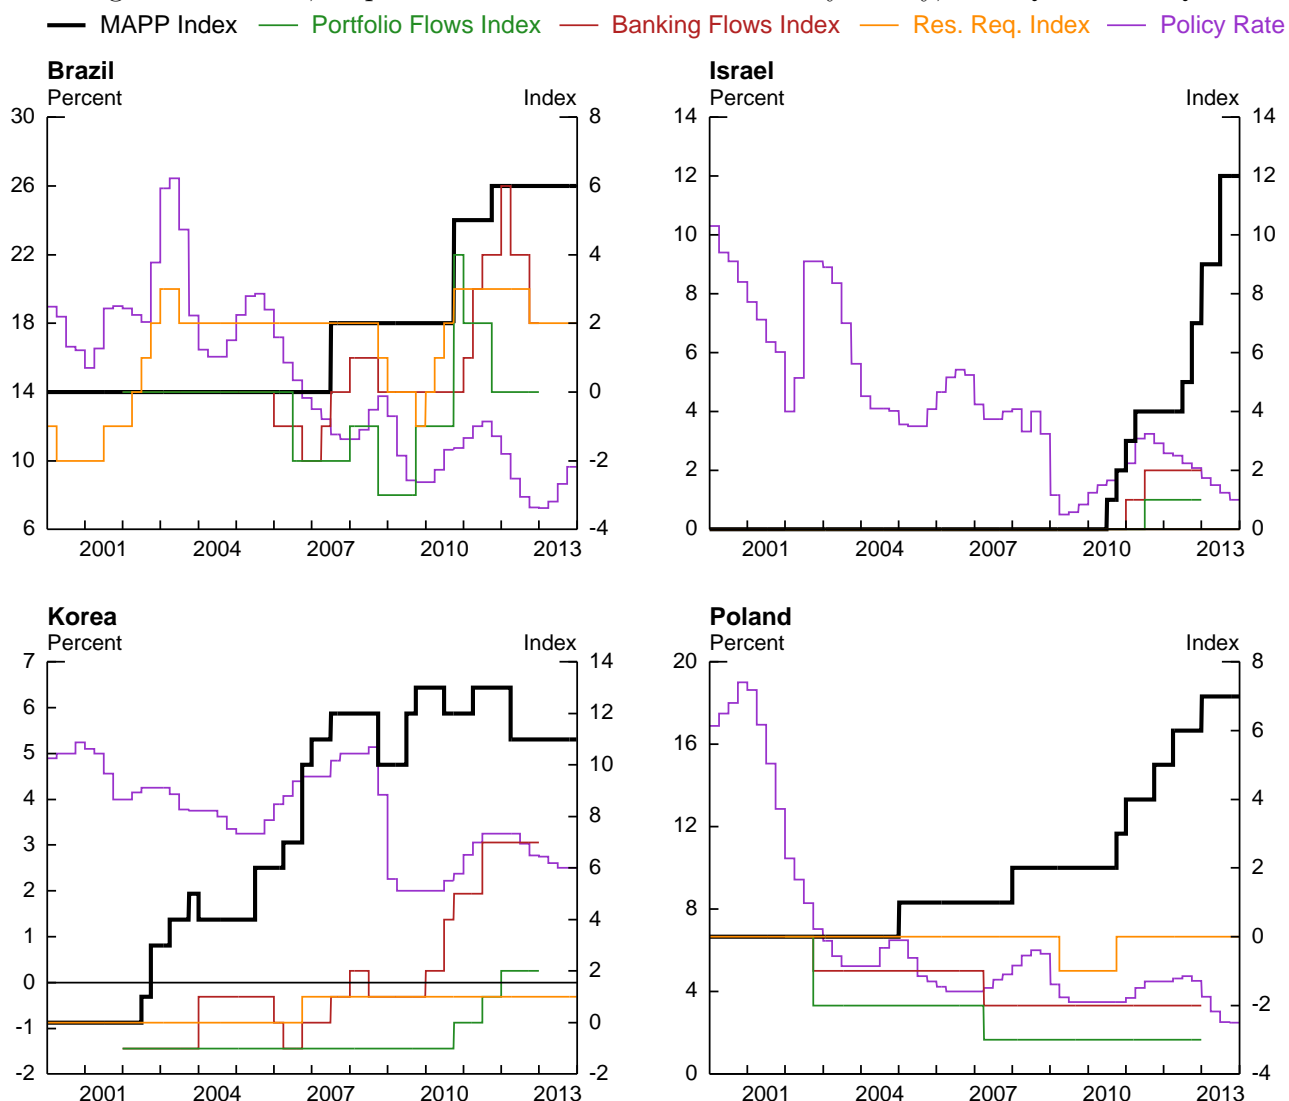 MAPP Index Portfolio Flows Index Banking Flows Index Res. Req. Index Policy Rate
Brazil
Percent Index
30 8
26 6
22 4
18 2
14 0
10 -2
6 -4
2001 2004 2007 2010 2013
Israel
Percent Index
14 14
12 12
10 10
8 8
6 6
4 4
2 2
0 0
2001 2004 2007 2010 2013
Korea
Percent Index
7 14
6 12
5 10
4 8
3 6
2 4
1 2
0 0
-1 -2
-2
2001 2004 2007 2010 2013
Poland
Percent Index
20 8
16 6
12 4
8 2
4 0
0 -2
-4
2001 2004 2007 2010 2013